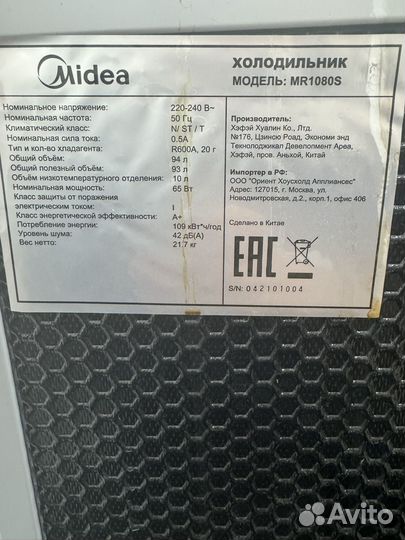 Midea
ХОЛОДИЛЬНИК
МОДЕЛЬ: MR1080S
Номинальное напряжение: 220-240 В~
Номинальная частота: 50 Гц
Климатический класс: N/ ST / T
Номинальная сила тока: 0.5А
Тип и кол-во хладагента: R600A, 20 г
Общий объём: 94 л
Общий полезный объём: 93 л
Объём низкотемпературного отделения: 10 л
Номинальная мощность: 65 Вт
Класс защиты от поражения
электрическим током: I
Класс энергетической эффективности: A+
Потребление энергии: 109 кВт*ч/год
Уровень шума: 42 дБ(А)
Вес нетто: 21.7 кг
Производитель:
Хэфэй Хуалин Ко., Лтд.
№176, Цзинсю Роад, Экономи энд
Текнолоджикал Девелопмент Ареа,
Хэфэй, пров. Аньхой, Китай
Импортер в РФ:
ООО "Ориент Хоусхолд Апплиансес"
Адрес: 127015, г. Москва, ул.
Новодмитровская, д.2., корп.1, офис 406
Сделано в Китае
EAC
S/N: 042101004
Avito